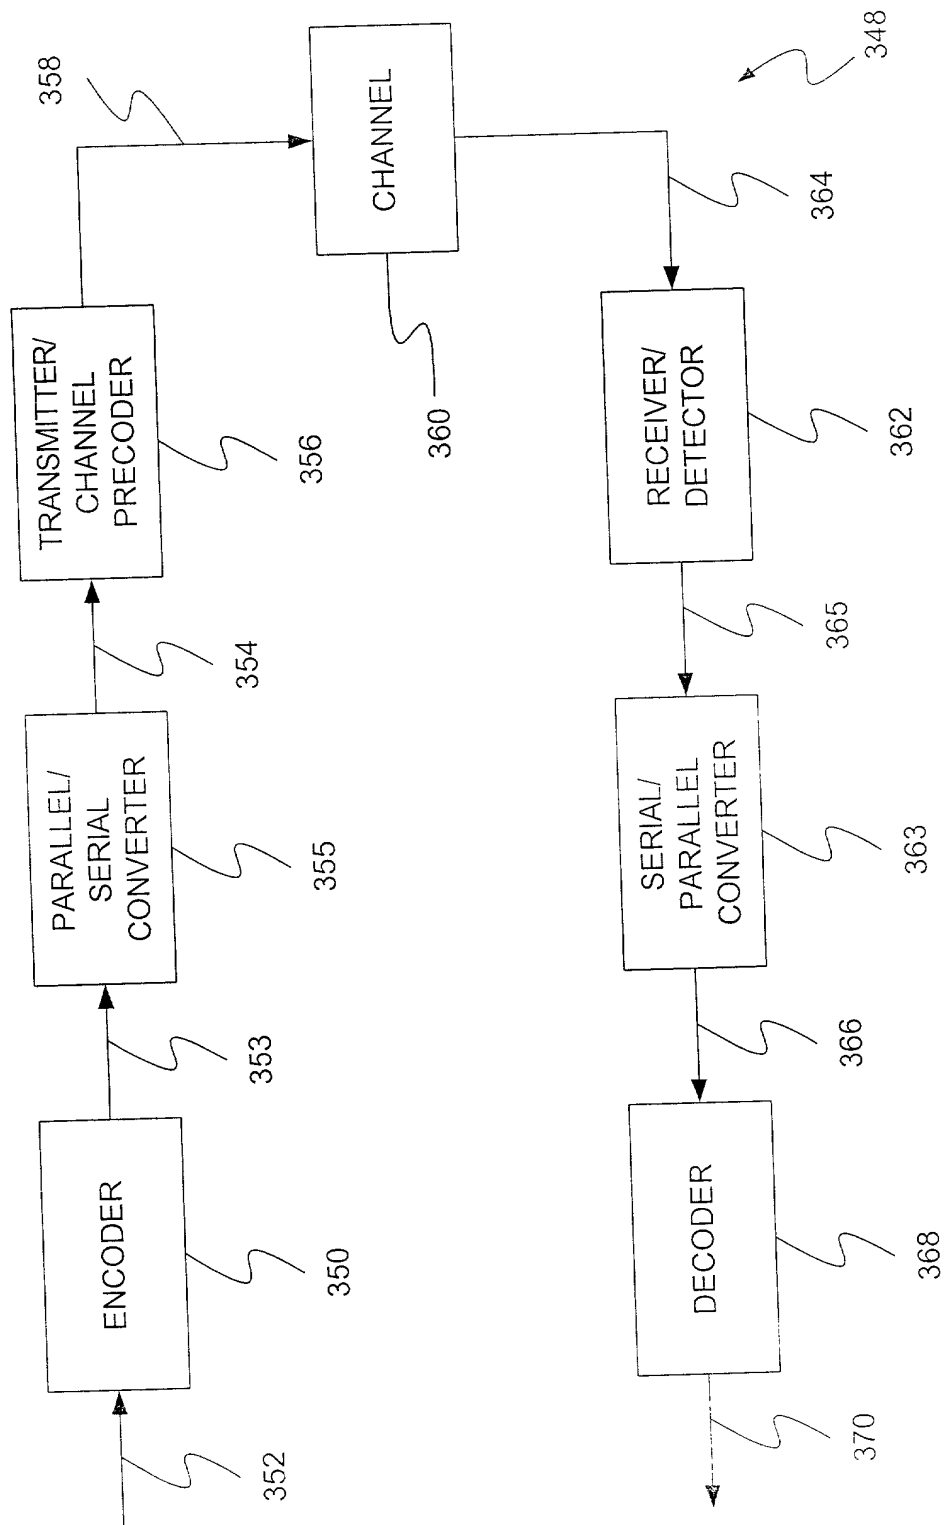 352
ENCODER
350
353
PARALLEL/
SERIAL
CONVERTER
355
354
TRANSMITTER/
CHANNEL
PRECODER
356
358
CHANNEL
360
348
364
RECEIVER/
DETECTOR
362
365
SERIAL/
PARALLEL
CONVERTER
363
366
DECODER
368
370